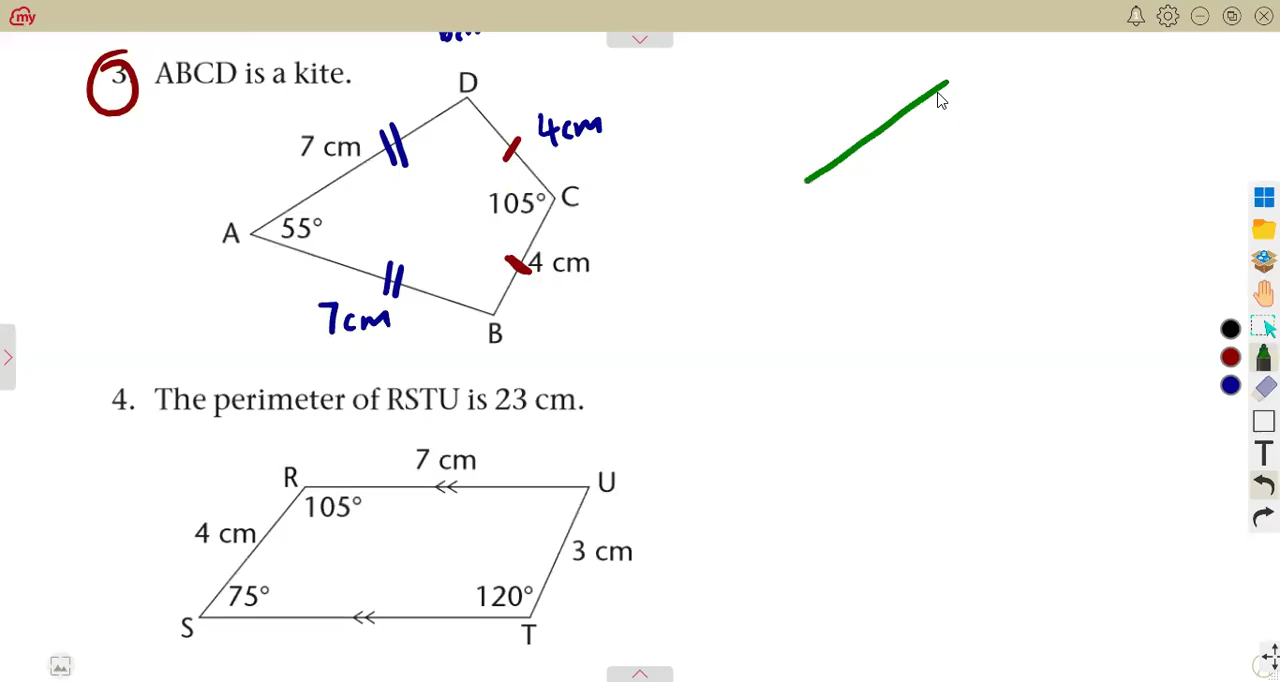 my
3. ABCD is a kite.
D
7 cm
4cm
105°
C
A
55°
4 cm
7cm
B
4. The perimeter of RSTU is 23 cm.
7 cm
R
U
105°
4 cm
3 cm
75°
120°
S
T
T